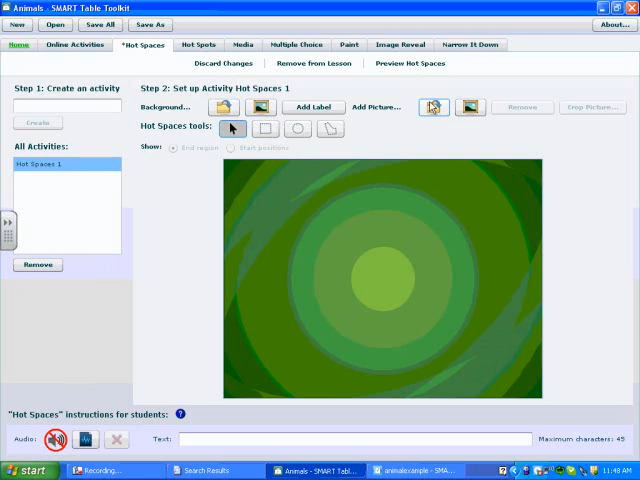 Animals - SMART Table Toolkit
New Open Save All Save As About...
Home Online Activities *Hot Spaces Hot Spots Media Multiple Choice Paint Image Reveal Narrow It Down
Discard Changes Remove from Lesson Preview Hot Spaces
Step 1: Create an activity
Create
All Activities:
Hot Spaces 1
Remove
Step 2: Set up Activity Hot Spaces 1
Background... Add Label Add Picture... Remove Crop Picture...
Hot Spaces tools:
Show: End region Start positions
"Hot Spaces" instructions for students: ?
Audio: Text: Maximum characters: 45
start Recording... Search Results Animals - SMART Tabl... animalexample - SMA... 11:48 AM